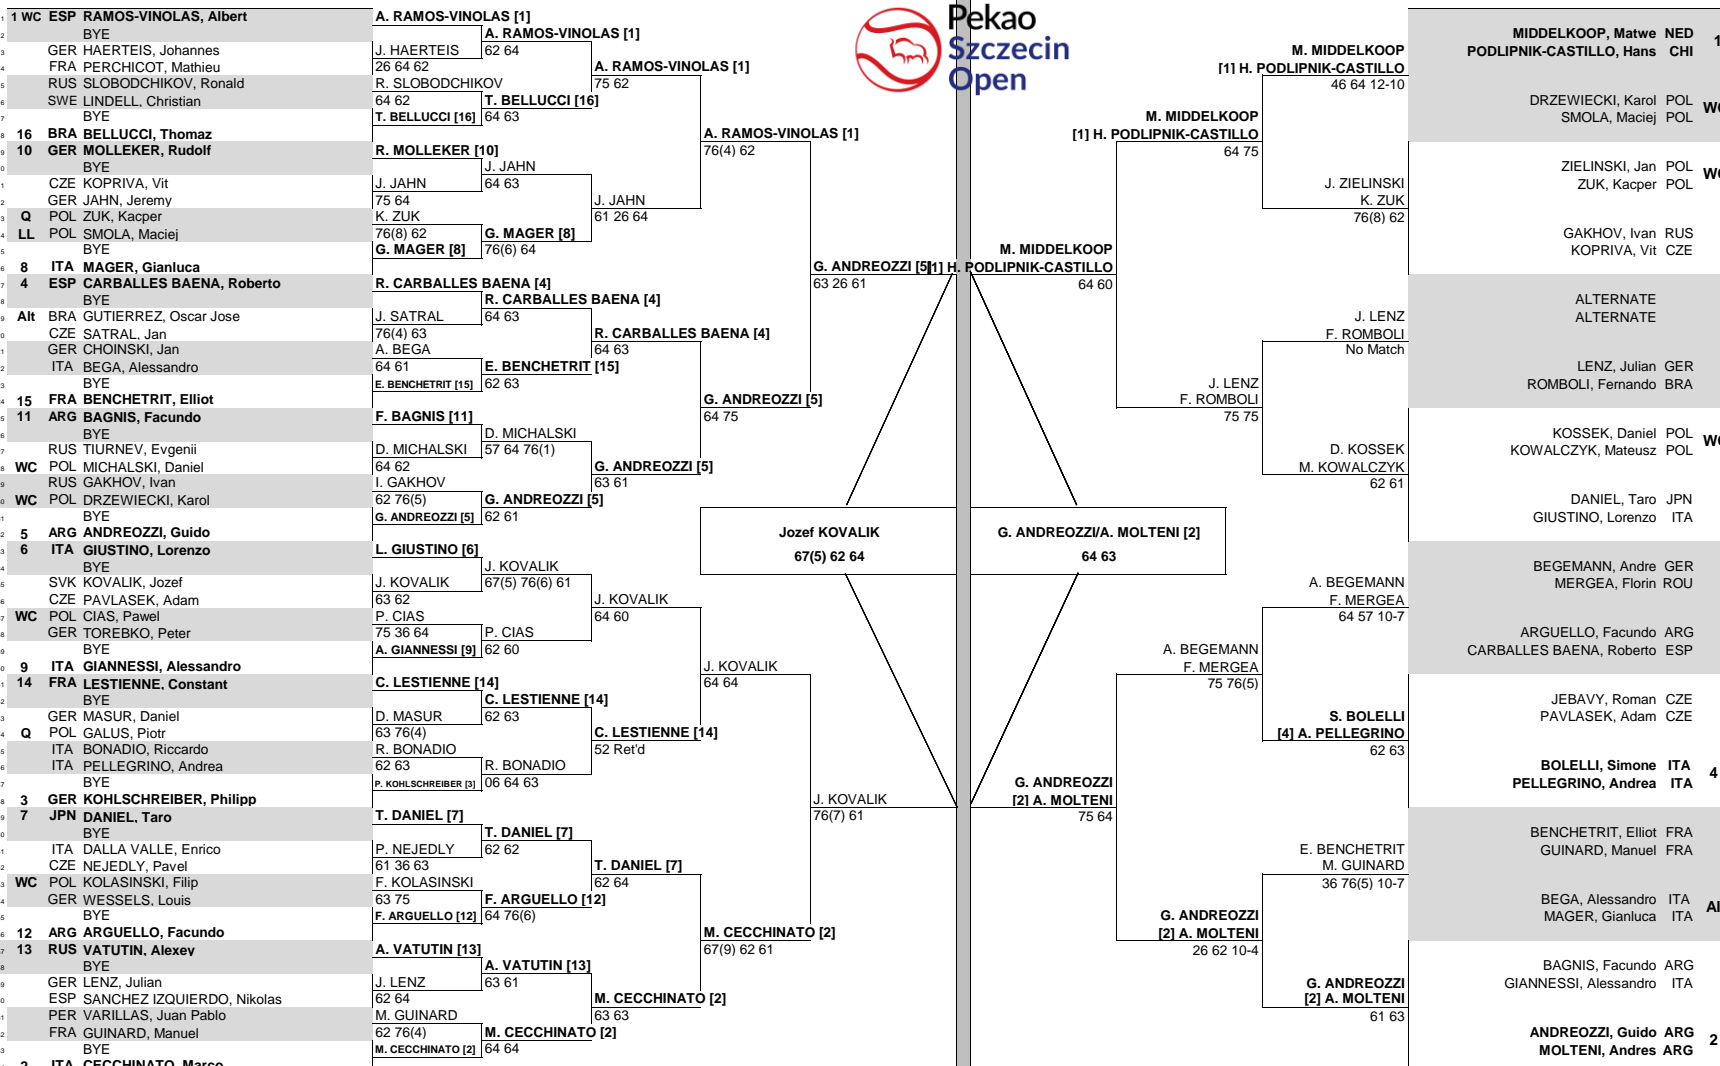 Pekao
Szczecin
Open
1 WC ESP RAMOS-VINOLAS, Albert
BYE
GER HAERTEIS, Johannes
FRA PERCHICOT, Mathieu
RUS SLOBODCHIKOV, Ronald
SWE LINDELL, Christian
BYE
16 BRA BELLUCCI, Thomaz
10 GER MOLLEKER, Rudolf
BYE
CZE KOPRIVA, Vit
GER JAHN, Jeremy
Q POL ZUK, Kacper
LL POL SMOLA, Maciej
BYE
8 ITA MAGER, Gianluca
4 ESP CARBALLES BAENA, Roberto
BYE
Alt BRA GUTIERREZ, Oscar Jose
CZE SATRAL, Jan
GER CHOINSKI, Jan
ITA BEGA, Alessandro
BYE
15 FRA BENCHETRIT, Elliot
11 ARG BAGNIS, Facundo
BYE
RUS TIURNEV, Evgenii
WC POL MICHALSKI, Daniel
RUS GAKHOV, Ivan
WC POL DRZEWIECKI, Karol
BYE
5 ARG ANDREOZZI, Guido
6 ITA GIUSTINO, Lorenzo
BYE
SVK KOVALIK, Jozef
CZE PAVLASEK, Adam
WC POL CIAS, Pawel
GER TOREBKO, Peter
BYE
9 ITA GIANNESSI, Alessandro
14 FRA LESTIENNE, Constant
BYE
GER MASUR, Daniel
Q POL GALUS, Piotr
ITA BONADIO, Riccardo
ITA PELLEGRINO, Andrea
BYE
3 GER KOHLSCHREIBER, Philipp
7 JPN DANIEL, Taro
BYE
ITA DALLA VALLE, Enrico
CZE NEJEDLY, Pavel
WC POL KOLASINSKI, Filip
GER WESSELS, Louis
BYE
12 ARG ARGUELLO, Facundo
13 RUS VATUTIN, Alexey
BYE
GER LENZ, Julian
ESP SANCHEZ IZQUIERDO, Nikolas
PER VARILLAS, Juan Pablo
FRA GUINARD, Manuel
BYE
2 ITA CECCHINATO, Marco
A. RAMOS-VINOLAS [1]
J. HAERTEIS
26 64 62
R. SLOBODCHIKOV
64 62
T. BELLUCCI [16]
R. MOLLEKER [10]
J. JAHN
75 64
K. ZUK
76(8) 62
G. MAGER [8]
R. CARBALLES BAENA [4]
J. SATRAL
76(4) 63
A. BEGA
64 61
E. BENCHETRIT [15]
F. BAGNIS [11]
D. MICHALSKI
64 62
I. GAKHOV
62 76(5)
G. ANDREOZZI [5]
L. GIUSTINO [6]
J. KOVALIK
63 62
P. CIAS
75 36 64
A. GIANNESSI [9]
C. LESTIENNE [14]
D. MASUR
63 76(4)
R. BONADIO
62 63
P. KOHLSCHREIBER [3]
T. DANIEL [7]
P. NEJEDLY
61 36 63
F. KOLASINSKI
63 75
F. ARGUELLO [12]
A. VATUTIN [13]
J. LENZ
62 64
M. GUINARD
62 76(4)
M. CECCHINATO [2]
A. RAMOS-VINOLAS [1]
62 64
T. BELLUCCI [16]
64 63
J. JAHN
64 63
G. MAGER [8]
76(6) 64
R. CARBALLES BAENA [4]
64 63
E. BENCHETRIT [15]
62 63
D. MICHALSKI
57 64 76(1)
G. ANDREOZZI [5]
62 61
J. KOVALIK
67(5) 76(6) 61
P. CIAS
62 60
C. LESTIENNE [14]
62 63
R. BONADIO
06 64 63
T. DANIEL [7]
62 62
F. ARGUELLO [12]
64 76(6)
A. VATUTIN [13]
63 61
M. CECCHINATO [2]
64 64
A. RAMOS-VINOLAS [1]
75 62
J. JAHN
61 26 64
R. CARBALLES BAENA [4]
64 63
G. ANDREOZZI [5]
63 61
J. KOVALIK
64 60
C. LESTIENNE [14]
52 Ret'd
T. DANIEL [7]
62 64
M. CECCHINATO [2]
63 63
A. RAMOS-VINOLAS [1]
76(4) 62
G. ANDREOZZI [5]
64 75
J. KOVALIK
64 64
M. CECCHINATO [2]
67(9) 62 61
G. ANDREOZZI [5]
63 26 61
J. KOVALIK
76(7) 61
Jozef KOVALIK
67(5) 62 64
G. ANDREOZZI/A. MOLTENI [2]
64 63
M. MIDDELKOOP
[1] H. PODLIPNIK-CASTILLO
64 60
G. ANDREOZZI
[2] A. MOLTENI
75 64
M. MIDDELKOOP
[1] H. PODLIPNIK-CASTILLO
64 75
J. LENZ
F. ROMBOLI
75 75
A. BEGEMANN
F. MERGEA
75 76(5)
G. ANDREOZZI
[2] A. MOLTENI
26 62 10-4
M. MIDDELKOOP
[1] H. PODLIPNIK-CASTILLO
46 64 12-10
J. ZIELINSKI
K. ZUK
76(8) 62
J. LENZ
F. ROMBOLI
No Match
D. KOSSEK
M. KOWALCZYK
62 61
A. BEGEMANN
F. MERGEA
64 57 10-7
S. BOLELLI
[4] A. PELLEGRINO
62 63
E. BENCHETRIT
M. GUINARD
36 76(5) 10-7
G. ANDREOZZI
[2] A. MOLTENI
61 63
MIDDELKOOP, Matwe NED
1
PODLIPNIK-CASTILLO, Hans CHI
DRZEWIECKI, Karol POL
SMOLA, Maciej POL
ZIELINSKI, Jan POL
ZUK, Kacper POL
GAKHOV, Ivan RUS
KOPRIVA, Vit CZE
ALTERNATE
ALTERNATE
LENZ, Julian GER
ROMBOLI, Fernando BRA
KOSSEK, Daniel POL
KOWALCZYK, Mateusz POL
DANIEL, Taro JPN
GIUSTINO, Lorenzo ITA
BEGEMANN, Andre GER
MERGEA, Florin ROU
ARGUELLO, Facundo ARG
CARBALLES BAENA, Roberto ESP
JEBAVY, Roman CZE
PAVLASEK, Adam CZE
BOLELLI, Simone ITA
4
PELLEGRINO, Andrea ITA
BENCHETRIT, Elliot FRA
GUINARD, Manuel FRA
BEGA, Alessandro ITA
MAGER, Gianluca ITA
BAGNIS, Facundo ARG
GIANNESSI, Alessandro ITA
ANDREOZZI, Guido ARG
2
MOLTENI, Andres ARG